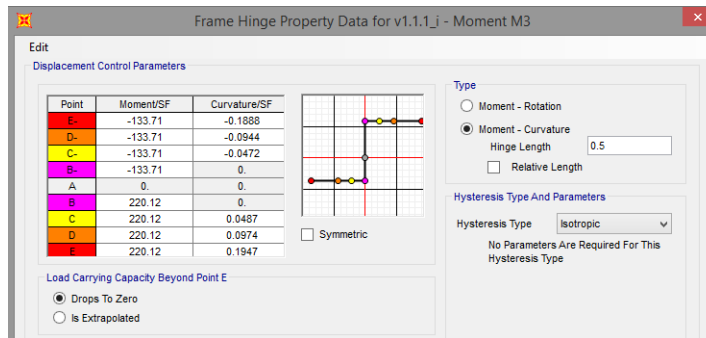 Frame Hinge Property Data for v1.1.1_i - Moment M3
Edit
Displacement Control Parameters
Point Moment/SF Curvature/SF
E- -133.71 -0.1888
D- -133.71 -0.0944
C- -133.71 -0.0472
B- -133.71 0.
A 0. 0.
B 220.12 0.
C 220.12 0.0487
D 220.12 0.0974
E 220.12 0.1947
Symmetric
Load Carrying Capacity Beyond Point E
Drops To Zero
Is Extrapolated
Type
Moment - Rotation
Moment - Curvature
Hinge Length 0.5
Relative Length
Hysteresis Type And Parameters
Hysteresis Type Isotropic
No Parameters Are Required For This
Hysteresis Type